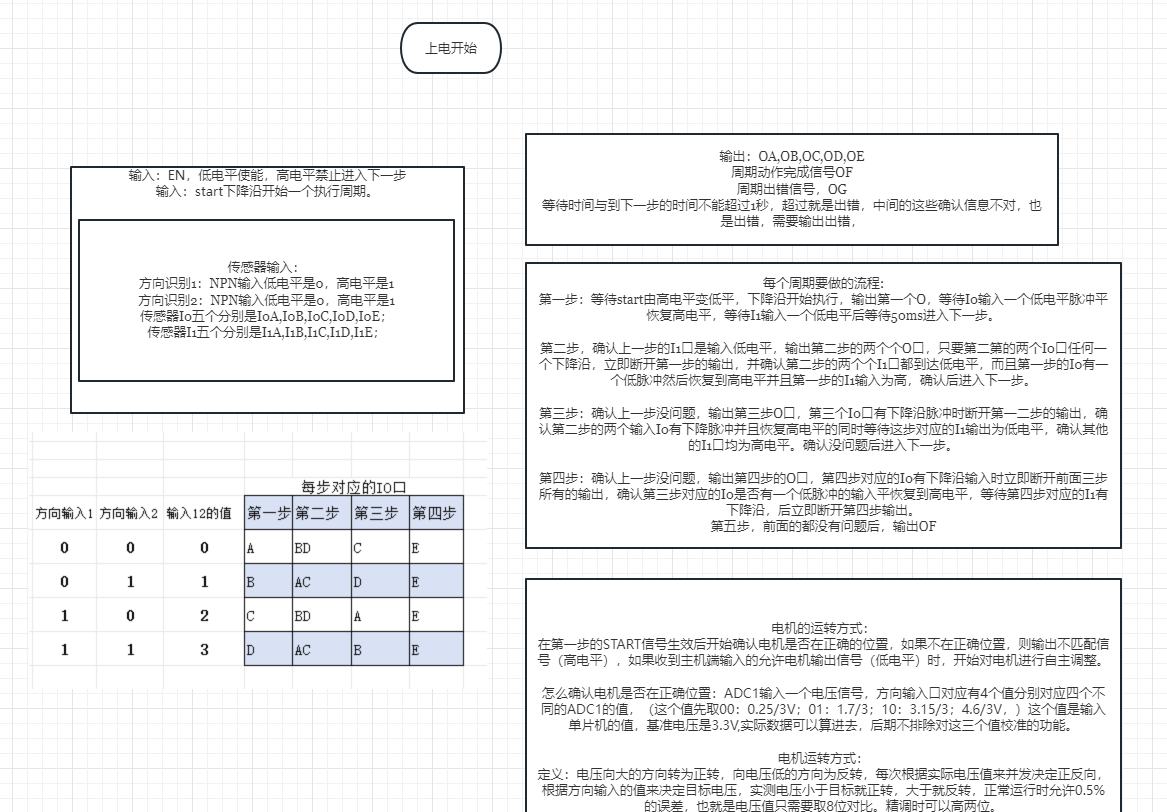 上电开始
输入：EN，低电平使能，高电平禁止进入下一步
输入：start下降沿开始一个执行周期。
传感器输入：
方向识别1：NPN输入低电平是0，高电平是1
方向识别2：NPN输入低电平是0，高电平是1
传感器I0五个分别是I0A,I0B,I0C,I0D,I0E；
传感器I1五个分别是I1A,I1B,I1C,I1D,I1E；
输出：OA,OB,OC,OD,OE
周期动作完成信号OF
周期出错信号，OG
等待时间与到下一步的时间不能超过1秒，超过就是出错，中间的这些确认信息不对，也
是出错，需要输出出错，
每个周期要做的流程：
第一步：等待start由高电平变低平，下降沿开始执行，输出第一个O，等待I0输入一个低电平脉冲平
恢复高电平，等待I1输入一个低电平后等待50ms进入下一步。
第二步，确认上一步的I1口是输入低电平，输出第二步的两个个O口，只要第二第的两个I0口任何一
个下降沿，立即断开第一步的输出，并确认第二步的两个个I1口都到达低电平，而且第一步的I0有一
个低脉冲然后恢复到高电平并且第一步的I1输入为高，确认后进入下一步。
第三步：确认上一步没问题，输出第三步O口，第三个I0口有下降沿脉冲时断开第一二步的输出，确
认第二步的两个输入I0有下降脉冲并且恢复高电平的同时等待这步对应的I1输出为低电平，确认其他
的I1口均为高电平。确认没问题后进入下一步。
第四步：确认上一步没问题，输出第四步的O口，第四步对应的I0有下降沿输入时立即断开前面三步
所有的输出，确认第三步对应的I0是否有一个低脉冲的输入平恢复到高电平，等待第四步对应的I1有
下降沿，后立即断开第四步输出。
第五步，前面的都没有问题后，输出OF
每步对应的IO口
方向输入1 方向输入2 输入12的值 第一步 第二步 第三步 第四步
0 0 0 A BD C E
0 1 1 B AC D E
1 0 2 C BD A E
1 1 3 D AC B E
电机的运转方式：
在第一步的START信号生效后开始确认电机是否在正确的位置，如果不在正确位置，则输出不匹配信
号（高电平），如果收到主机端输入的允许电机输出信号（低电平）时，开始对电机进行自主调整。
怎么确认电机是否在正确位置：ADC1输入一个电压信号，方向输入口对应有4个值分别对应四个不
同的ADC1的值，（这个值先取00：0.25/3V；01：1.7/3；10：3.15/3；4.6/3V，）这个值是输入
单片机的值，基准电压是3.3V,实际数据可以算进去，后期不排除对这三个值校准的功能。
电机运转方式：
定义：电压向大的方向转为正转，向电压低的方向为反转，每次根据实际电压值来并发决定正反向，
根据方向输入的值来决定目标电压，实测电压小于目标就正转，大于就反转，正常运行时允许0.5%
的误差，也就是电压值只需要取8位对比。精调时可以高两位。